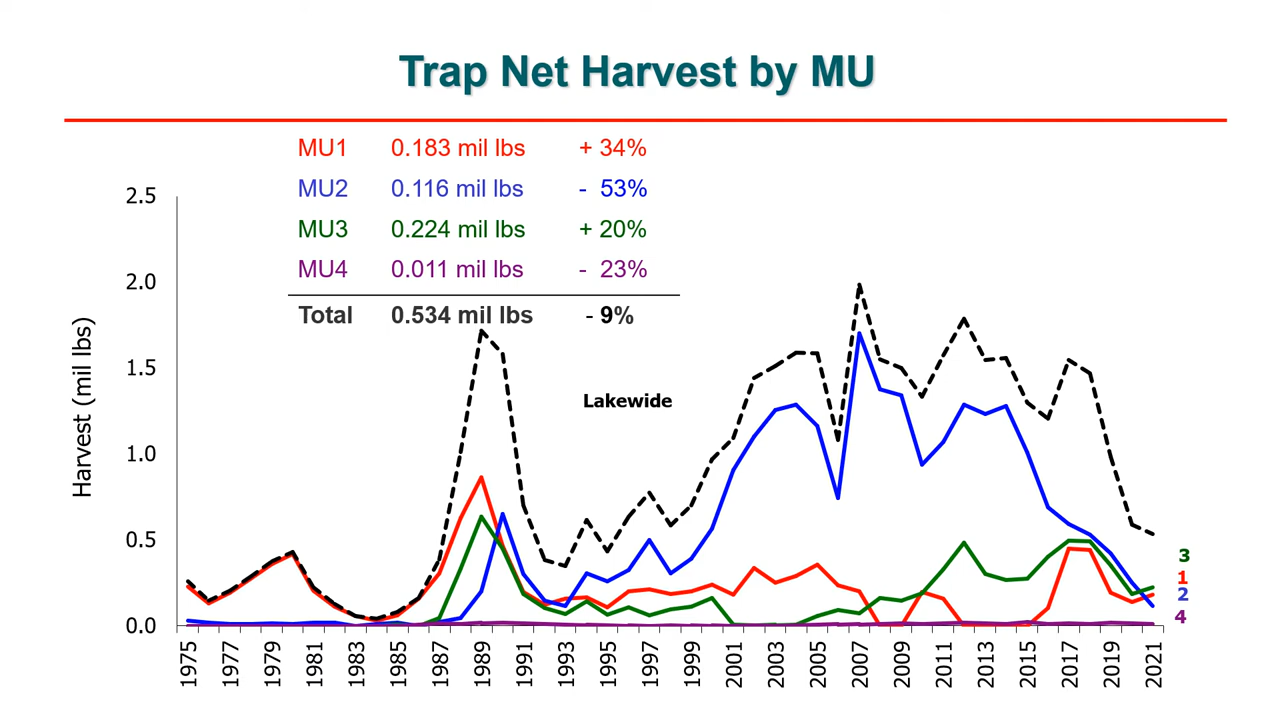 Trap Net Harvest by MU
MU1 0.183 mil lbs + 34%
MU2 0.116 mil lbs - 53%
MU3 0.224 mil lbs + 20%
MU4 0.011 mil lbs - 23%
Total 0.534 mil lbs - 9%
Harvest (mil lbs)
2.5
2.0
1.5
1.0
0.5
0.0
Lakewide
3
1
2
4
1975 1977 1979 1981 1983 1985 1987 1989 1991 1993 1995 1997 1999 2001 2003 2005 2007 2009 2011 2013 2015 2017 2019 2021